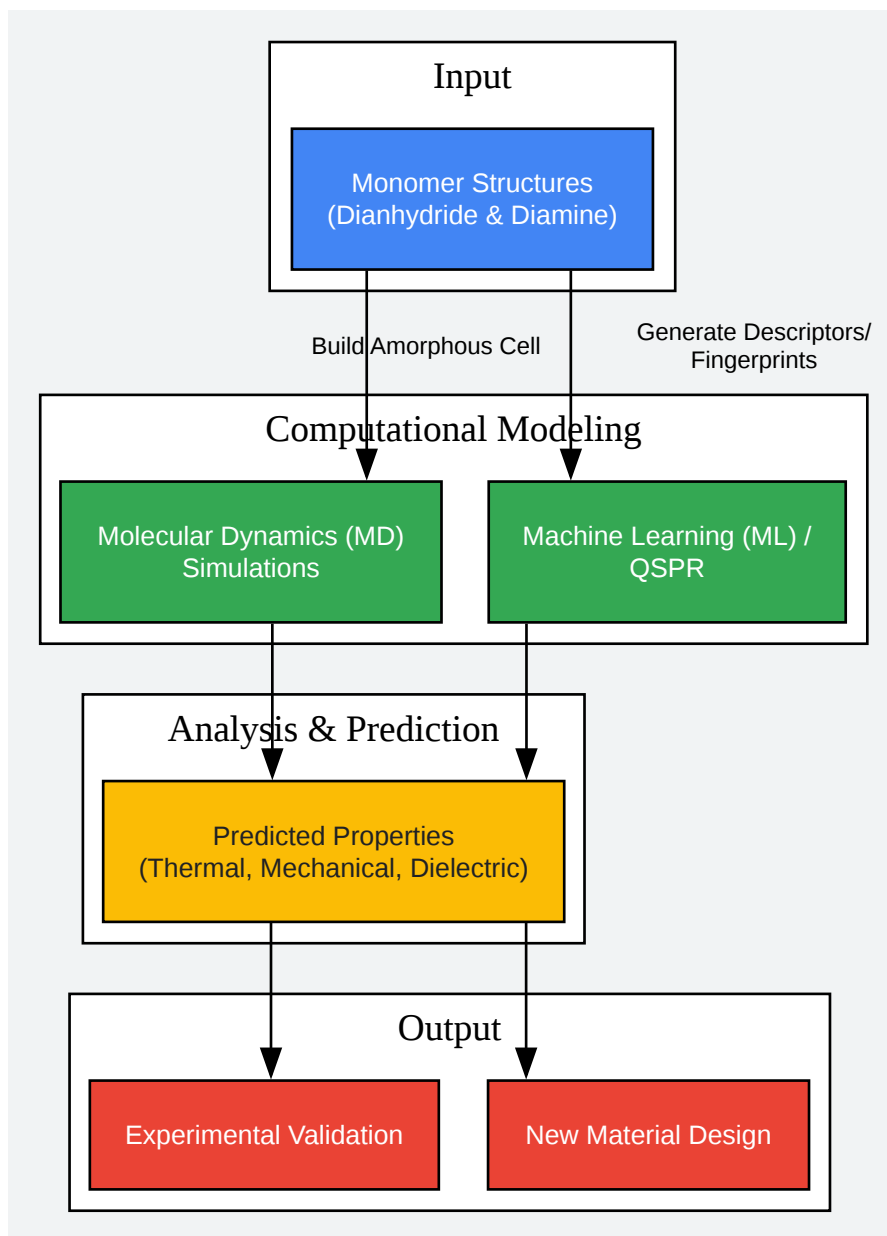 Input
Monomer Structures
(Dianhydride & Diamine)
Build Amorphous Cell
Generate Descriptors/
Fingerprints
Computational Modeling
Molecular Dynamics (MD)
Simulations
Machine Learning (ML) /
QSPR
Analysis & Prediction
Predicted Properties
(Thermal, Mechanical, Dielectric)
Output
Experimental Validation
New Material Design